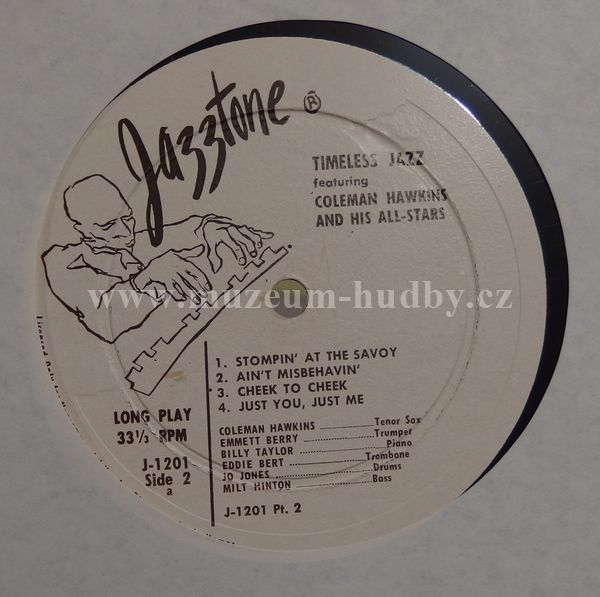 Jazztone ®
TIMELESS JAZZ
featuring
COLEMAN HAWKINS
AND HIS ALL-STARS
www.muzeum-hudby.cz
1. STOMPIN' AT THE SAVOY
2. AIN'T MISBEHAVIN'
3. CHEEK TO CHEEK
4. JUST YOU, JUST ME
LONG PLAY
33⅓ RPM
J-1201
Side 2
a
COLEMAN HAWKINS ............ Tenor Sax
EMMETT BERRY ............ Trumpet
BILLY TAYLOR ............ Piano
EDDIE BERT ............ Trombone
JO JONES ............ Drums
MILT HINTON ............ Bass
J-1201 Pt. 2
Licensed Only